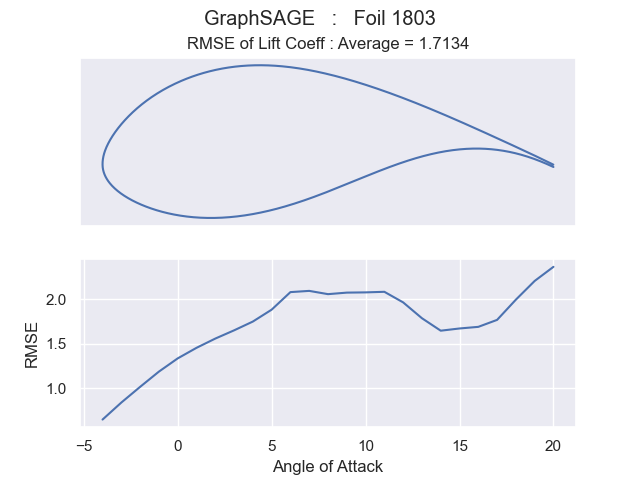 GraphSAGE   :   Foil 1803
RMSE of Lift Coeff : Average = 1.7134
2.0
1.5
1.0
RMSE
−5 0 5 10 15 20
Angle of Attack